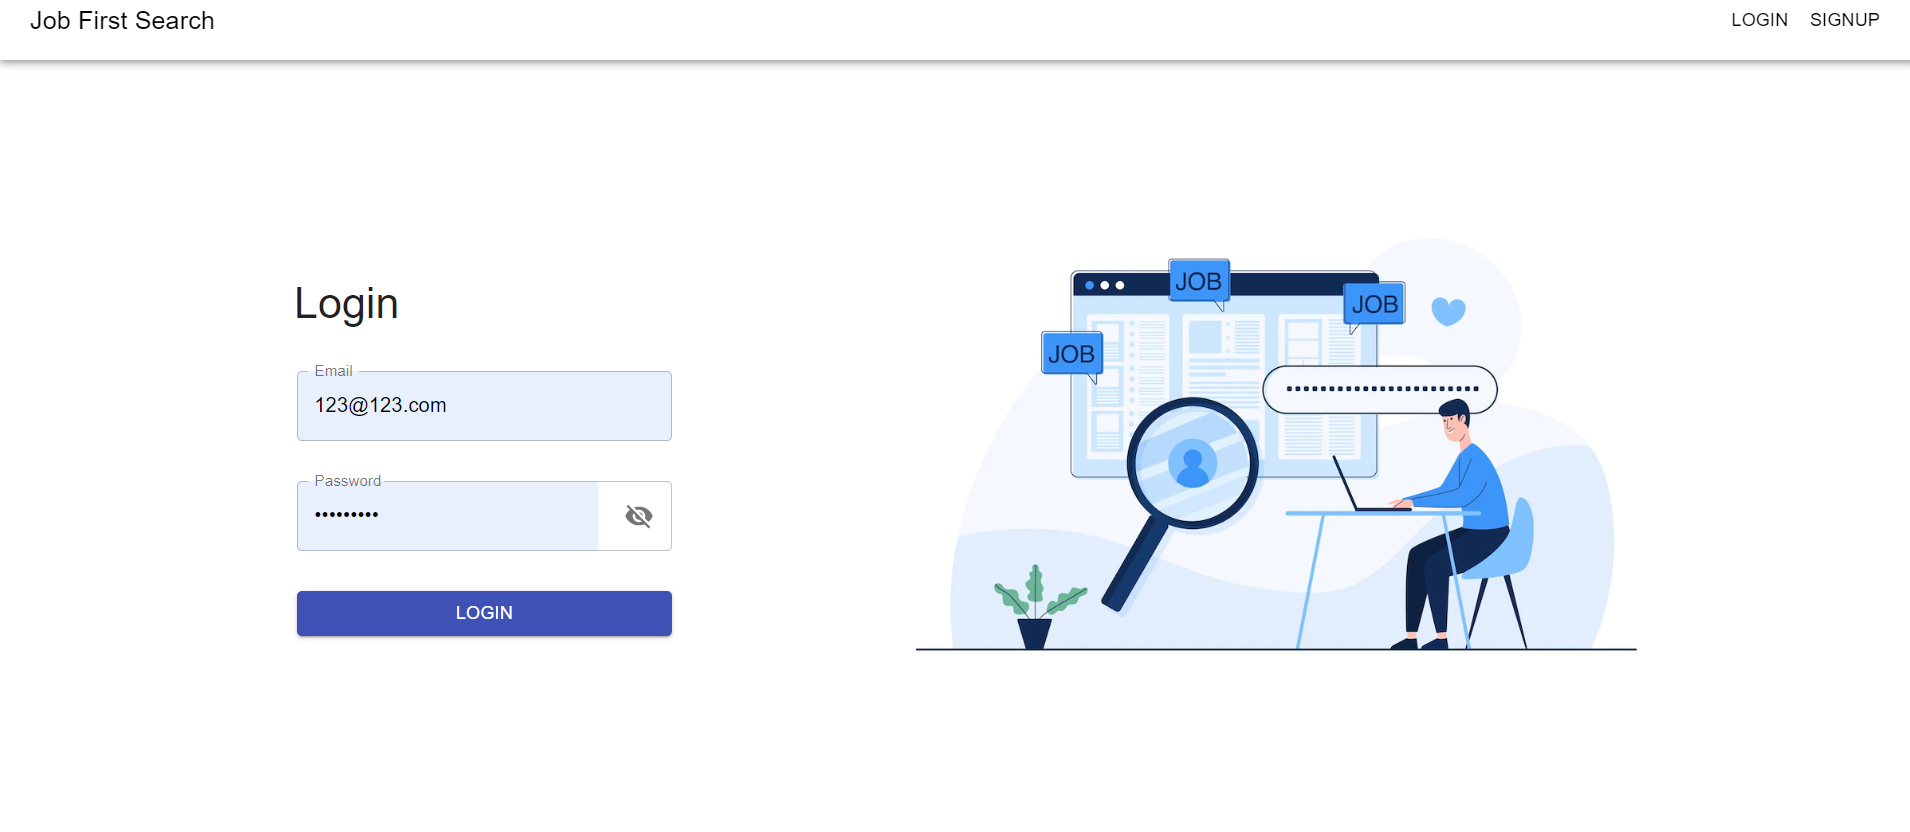 Job First Search
LOGIN SIGNUP
Login
Email
123@123.com
Password
•••••••••
LOGIN
JOB
JOB
JOB